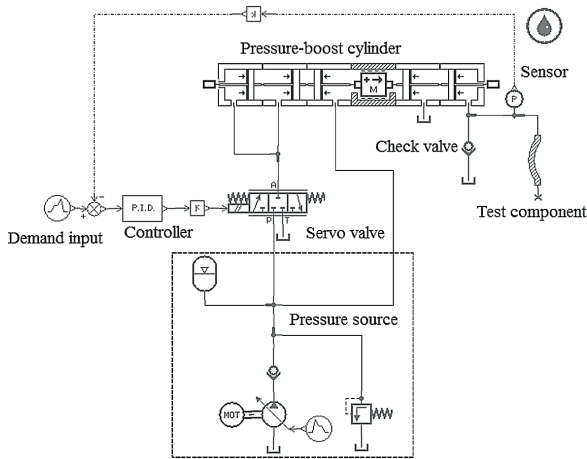 K
Pressure-boost cylinder
Sensor
M
P
Check valve
Test component
A
P.I.D.
K
Demand input
Controller
P T
Servo valve
Pressure source
MOT